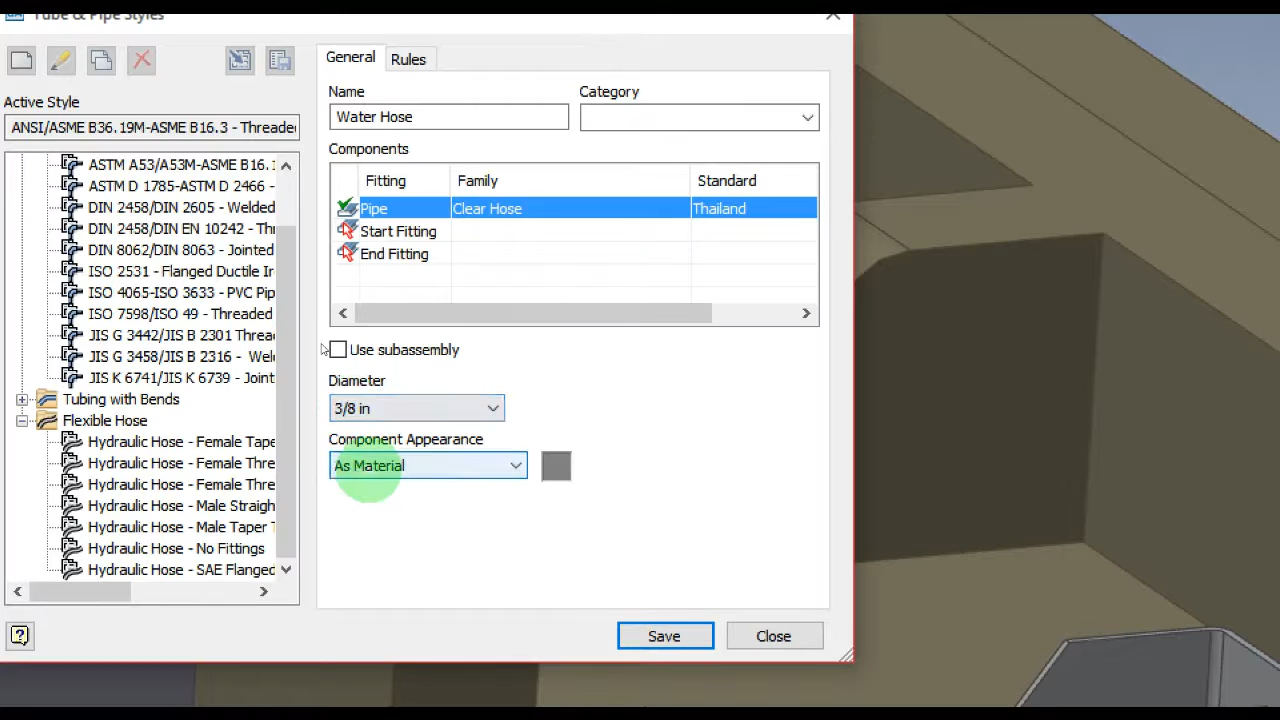 Tube & Pipe Styles
Active Style
ANSI/ASME B36.19M-ASME B16.3 - Threade
ASTM A53/A53M-ASME B16.1
ASTM D 1785-ASTM D 2466 -
DIN 2458/DIN 2605 - Welded
DIN 2458/DIN EN 10242 - Thr
DIN 8062/DIN 8063 - Jointed
ISO 2531 - Flanged Ductile Ir
ISO 4065-ISO 3633 - PVC Pip
ISO 7598/ISO 49 - Threaded
JIS G 3442/JIS B 2301 Threa
JIS G 3458/JIS B 2316 - Wel
JIS K 6741/JIS K 6739 - Joint
Tubing with Bends
Flexible Hose
Hydraulic Hose - Female Tape
Hydraulic Hose - Female Thre
Hydraulic Hose - Female Thre
Hydraulic Hose - Male Straigh
Hydraulic Hose - Male Taper T
Hydraulic Hose - No Fittings
Hydraulic Hose - SAE Flanged
General Rules
Name Category
Water Hose
Components
Fitting Family Standard
Pipe Clear Hose Thailand
Start Fitting
End Fitting
Use subassembly
Diameter
3/8 in
Component Appearance
As Material
Save Close